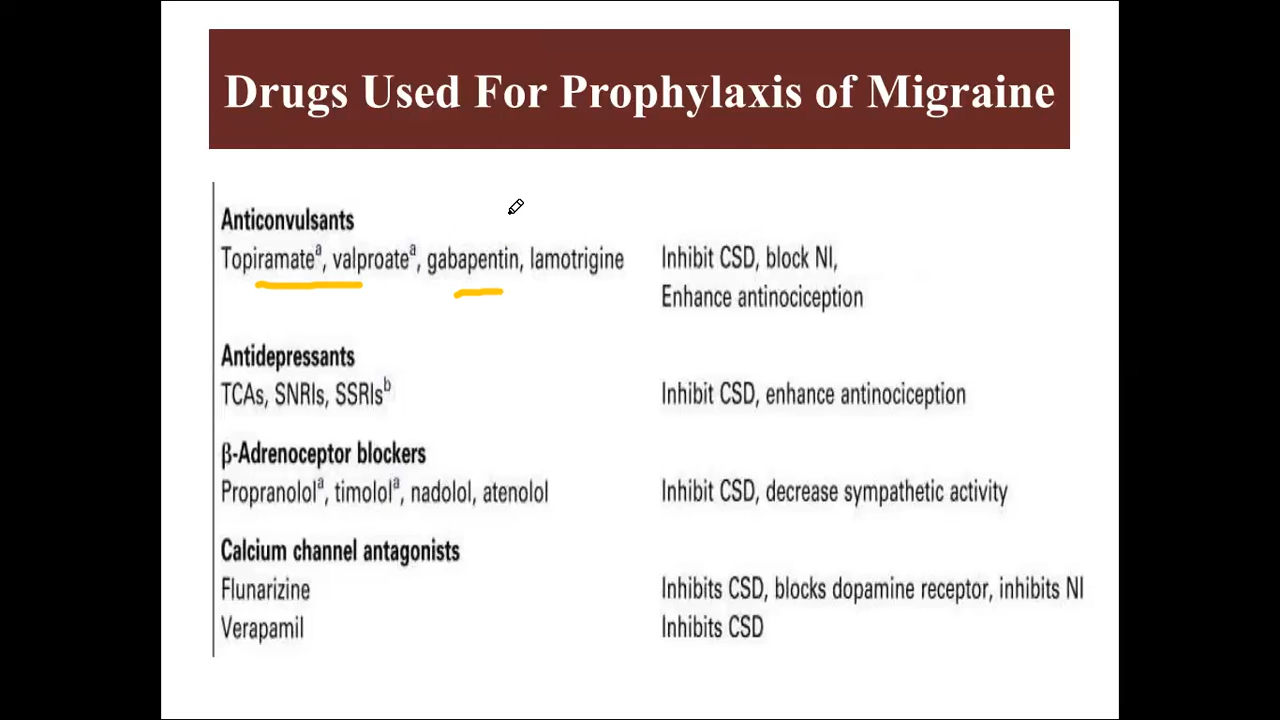 Drugs Used For Prophylaxis of Migraine
Anticonvulsants
Topiramateᵃ, valproateᵃ, gabapentin, lamotrigine Inhibit CSD, block NI,
Enhance antinociception
Antidepressants
TCAs, SNRIs, SSRIsᵇ Inhibit CSD, enhance antinociception
β-Adrenoceptor blockers
Propranololᵃ, timololᵃ, nadolol, atenolol Inhibit CSD, decrease sympathetic activity
Calcium channel antagonists
Flunarizine Inhibits CSD, blocks dopamine receptor, inhibits NI
Verapamil Inhibits CSD